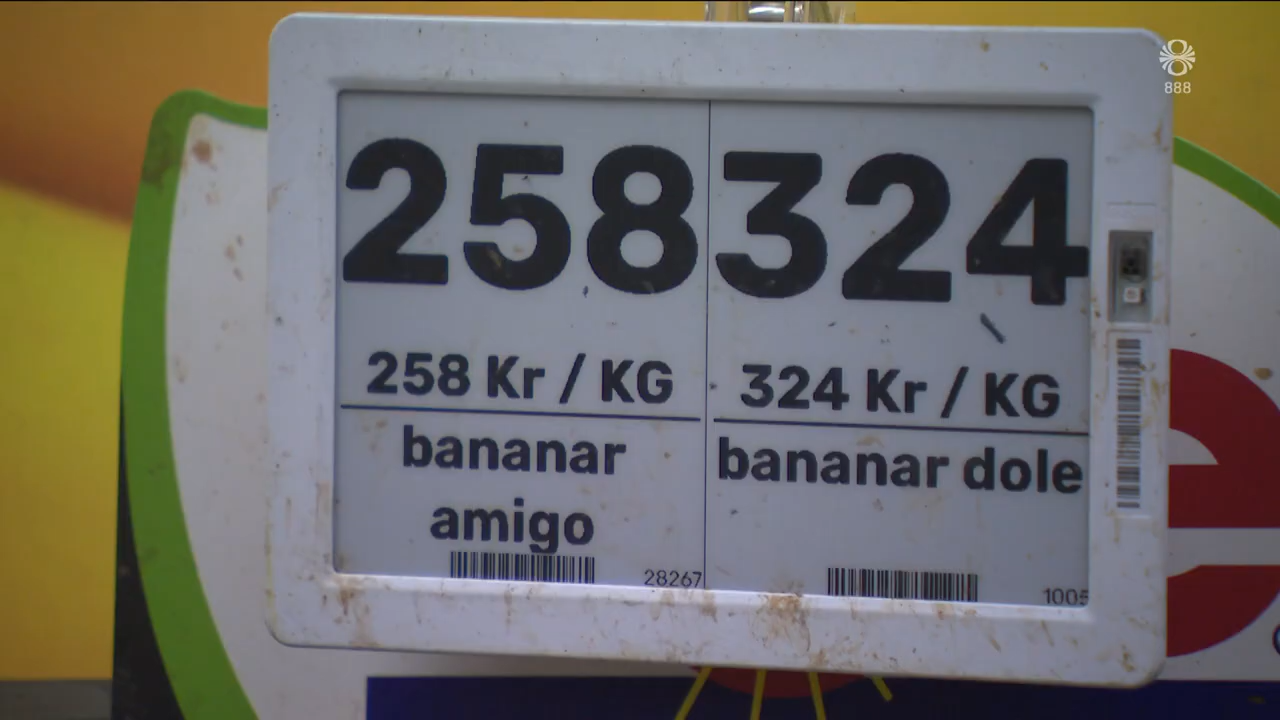 888
258
258 Kr / KG
bananar
amigo
28267
324
324 Kr / KG
bananar dole
1005
e